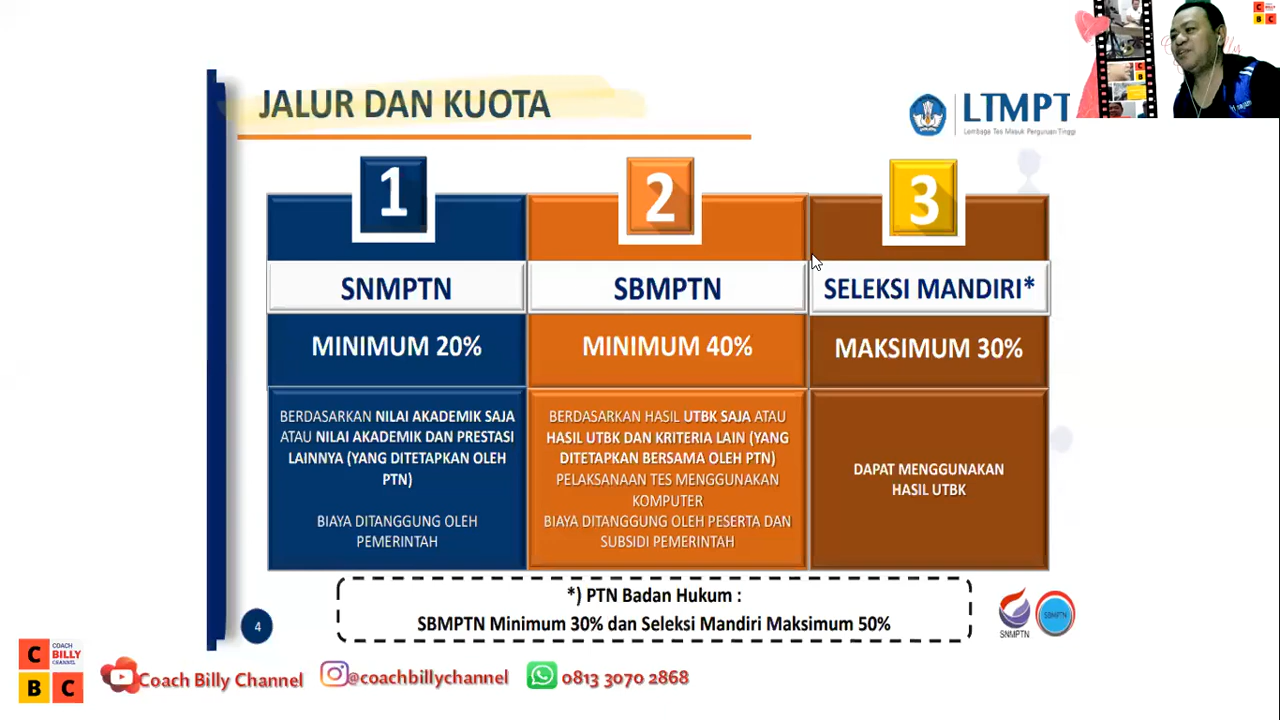 JALUR DAN KUOTA
LTMPT
Lembaga Tes Masuk Perguruan Tinggi
1
SNMPTN
MINIMUM 20%
BERDASARKAN NILAI AKADEMIK SAJA
ATAU NILAI AKADEMIK DAN PRESTASI
LAINNYA (YANG DITETAPKAN OLEH
PTN)
BIAYA DITANGGUNG OLEH
PEMERINTAH
2
SBMPTN
MINIMUM 40%
BERDASARKAN HASIL UTBK SAJA ATAU
HASIL UTBK DAN KRITERIA LAIN (YANG
DITETAPKAN BERSAMA OLEH PTN)
PELAKSANAAN TES MENGGUNAKAN
KOMPUTER
BIAYA DITANGGUNG OLEH PESERTA DAN
SUBSIDI PEMERINTAH
3
SELEKSI MANDIRI*
MAKSIMUM 30%
DAPAT MENGGUNAKAN
HASIL UTBK
*) PTN Badan Hukum :
SBMPTN Minimum 30% dan Seleksi Mandiri Maksimum 50%
4
SNMPTN
SBMPTN
C COACH
BILLY
CHANNEL
B C
Coach Billy Channel
@coachbillychannel
0813 3070 2868